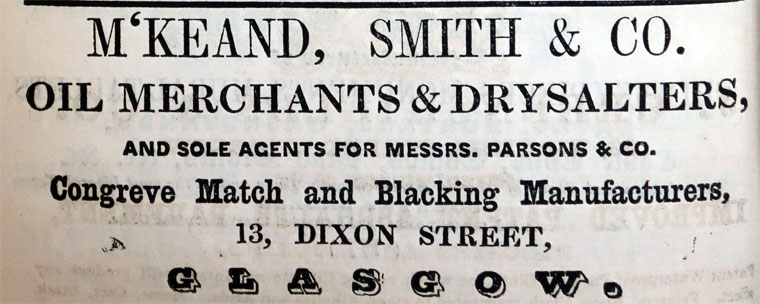 M‘KEAND, SMITH & CO.
OIL MERCHANTS & DRYSALTERS,
AND SOLE AGENTS FOR MESSRS. PARSONS & CO.
Congreve Match and Blacking Manufacturers,
13, DIXON STREET,
GLASGOW.